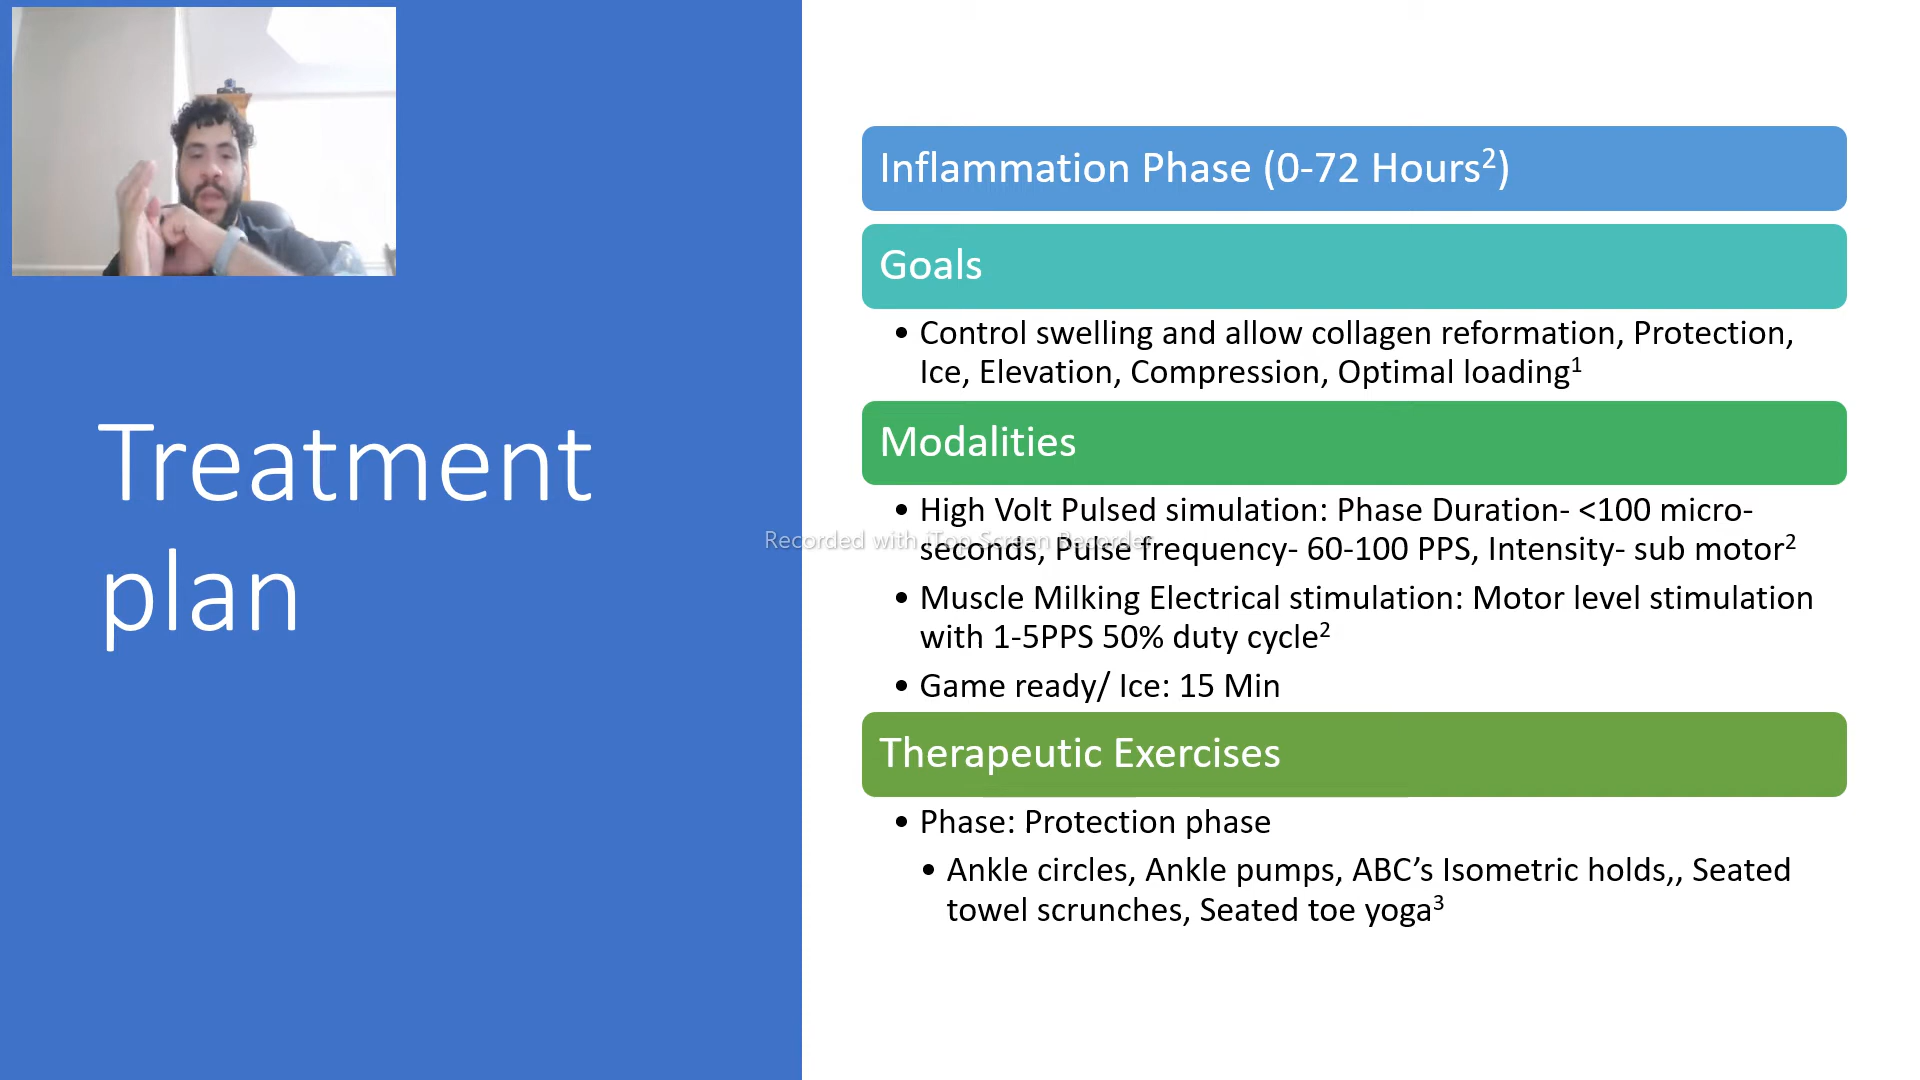 Treatment
plan
Inflammation Phase (0-72 Hours²)
Goals
• Control swelling and allow collagen reformation, Protection,
Ice, Elevation, Compression, Optimal loading¹
Modalities
• High Volt Pulsed simulation: Phase Duration- <100 micro-
seconds, Pulse frequency- 60-100 PPS, Intensity- sub motor²
Recorded with iTop Screen Recorder
• Muscle Milking Electrical stimulation: Motor level stimulation
with 1-5PPS 50% duty cycle²
• Game ready/ Ice: 15 Min
Therapeutic Exercises
• Phase: Protection phase
• Ankle circles, Ankle pumps, ABC’s Isometric holds,, Seated
towel scrunches, Seated toe yoga³